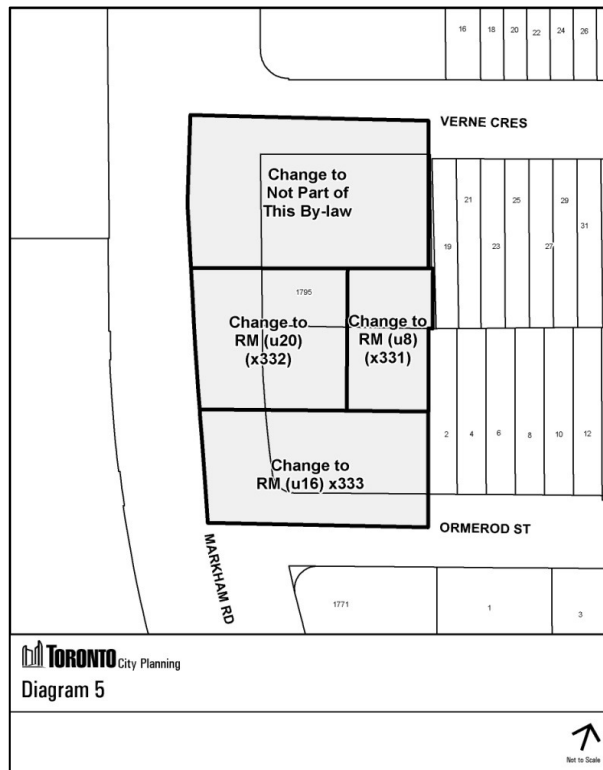 16
18
20
22
24
26
VERNE CRES
Change to
Not Part of
This By-law
19
21
23
25
27
29
31
1795
Change to
RM (u20)
(x332)
Change to
RM (u8)
(x331)
2
4
6
8
10
12
Change to
RM (u16) x333
ORMEROD ST
MARKHAM RD
1771
1
3
TORONTO City Planning
Diagram 5
Not to Scale